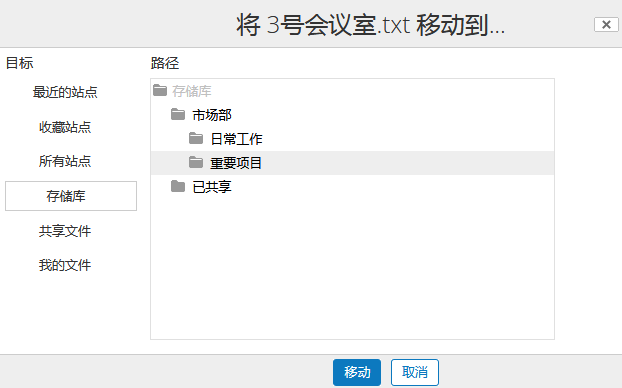 将 3号会议室.txt 移动到...
目标
最近的站点
收藏站点
所有站点
存储库
共享文件
我的文件
路径
存储库
市场部
日常工作
重要项目
已共享
移动
取消